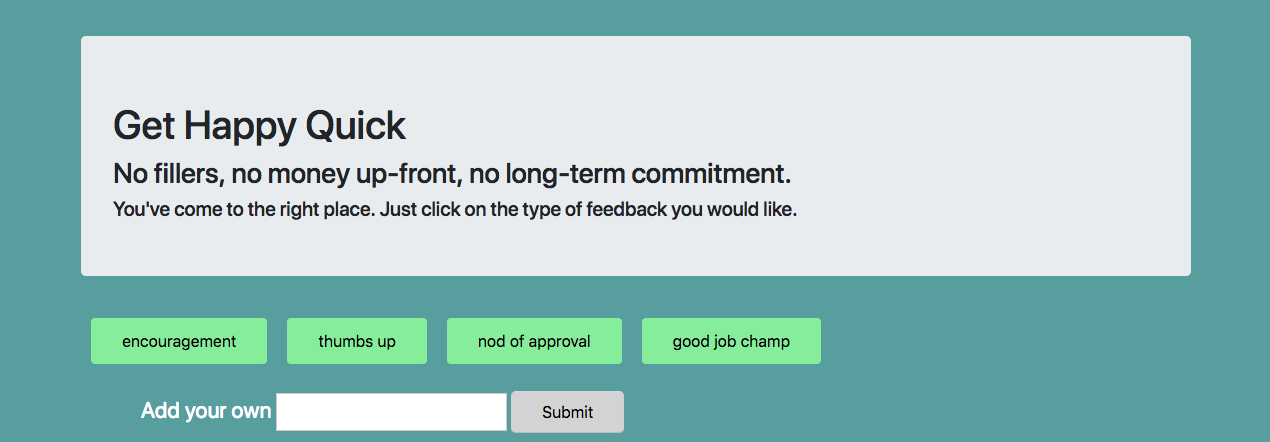 Get Happy Quick
No fillers, no money up-front, no long-term commitment.
You've come to the right place. Just click on the type of feedback you would like.
encouragement thumbs up nod of approval good job champ
Add your own Submit